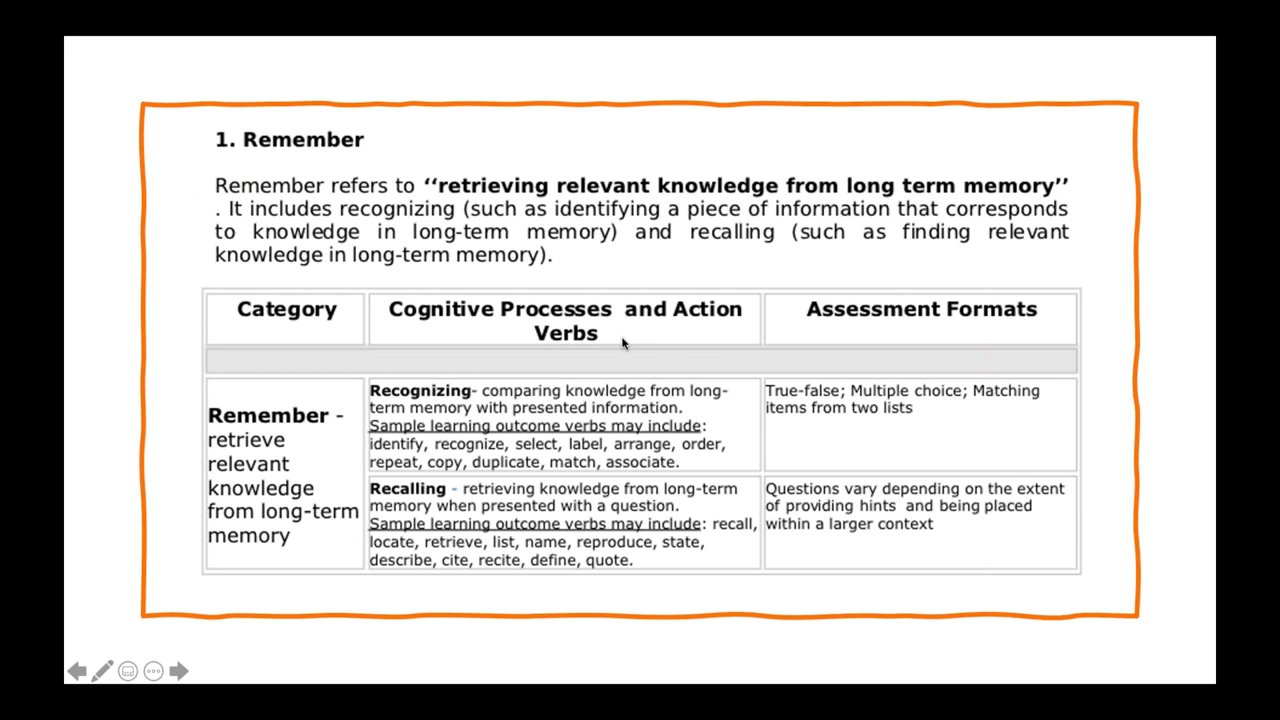 1. Remember
Remember refers to ‘‘retrieving relevant knowledge from long term memory’’
. It includes recognizing (such as identifying a piece of information that corresponds
to knowledge in long-term memory) and recalling (such as finding relevant
knowledge in long-term memory).
Category
Cognitive Processes and Action
Verbs
Assessment Formats
Remember -
retrieve
relevant
knowledge
from long-term
memory
Recognizing- comparing knowledge from long-
term memory with presented information.
Sample learning outcome verbs may include:
identify, recognize, select, label, arrange, order,
repeat, copy, duplicate, match, associate.
True-false; Multiple choice; Matching
items from two lists
Recalling - retrieving knowledge from long-term
memory when presented with a question.
Sample learning outcome verbs may include: recall,
locate, retrieve, list, name, reproduce, state,
describe, cite, recite, define, quote.
Questions vary depending on the extent
of providing hints and being placed
within a larger context